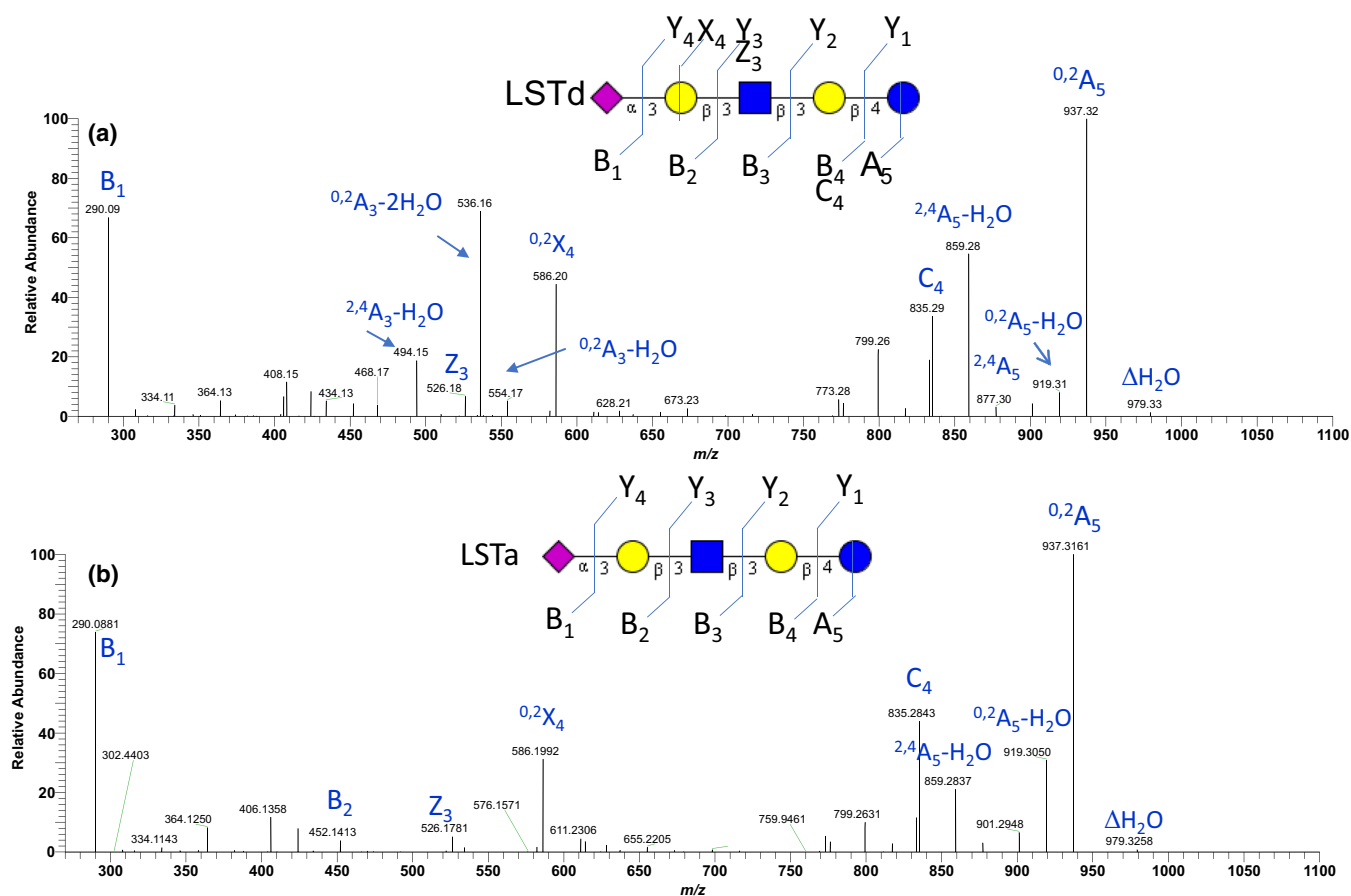 Y₄ X₄ Y₃ Y₂ Y₁
Z₃
LSTd
α 3 β 3 β 3 β 4
B₁ B₂ B₃ B₄ A₅
C₄
(a)
Relative Abundance
100
80
60
40
20
0
B₁
290.09
334.11
364.13
408.15
434.13
468.17
²,⁴A₃-H₂O
494.15
Z₃
526.18
⁰,²A₃-2H₂O
536.16
⁰,²A₃-H₂O
554.17
⁰,²X₄
586.20
628.21
673.23
773.28
799.26
C₄
835.29
²,⁴A₅-H₂O
859.28
²,⁴A₅
877.30
⁰,²A₅-H₂O
919.31
⁰,²A₅
937.32
ΔH₂O
979.33
300 350 400 450 500 550 600 650 700 750 800 850 900 950 1000 1050 1100
m/z
Y₄ Y₃ Y₂ Y₁
LSTa
α 3 β 3 β 3 β 4
B₁ B₂ B₃ B₄ A₅
(b)
Relative Abundance
100
80
60
40
20
0
290.0881
B₁
302.4403
334.1143
364.1250
406.1358
B₂
452.1413
Z₃
526.1781
576.1571
⁰,²X₄
586.1992
611.2306
655.2205
759.9461
799.2631
C₄
835.2843
²,⁴A₅-H₂O
859.2837
901.2948
⁰,²A₅-H₂O
919.3050
⁰,²A₅
937.3161
ΔH₂O
979.3258
300 350 400 450 500 550 600 650 700 750 800 850 900 950 1000 1050 1100
m/z